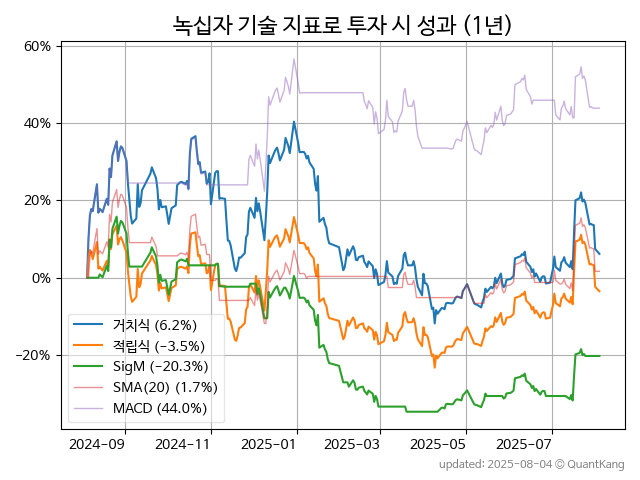 녹십자 기술 지표로 투자 시 성과 (1년)
60%
40%
20%
0%
−20%
거치식 (6.2%)
적립식 (−3.5%)
SigM (−20.3%)
SMA(20) (1.7%)
MACD (44.0%)
2024-09 2024-11 2025-01 2025-03 2025-05 2025-07
updated: 2025-08-04 ⓒ QuantKang